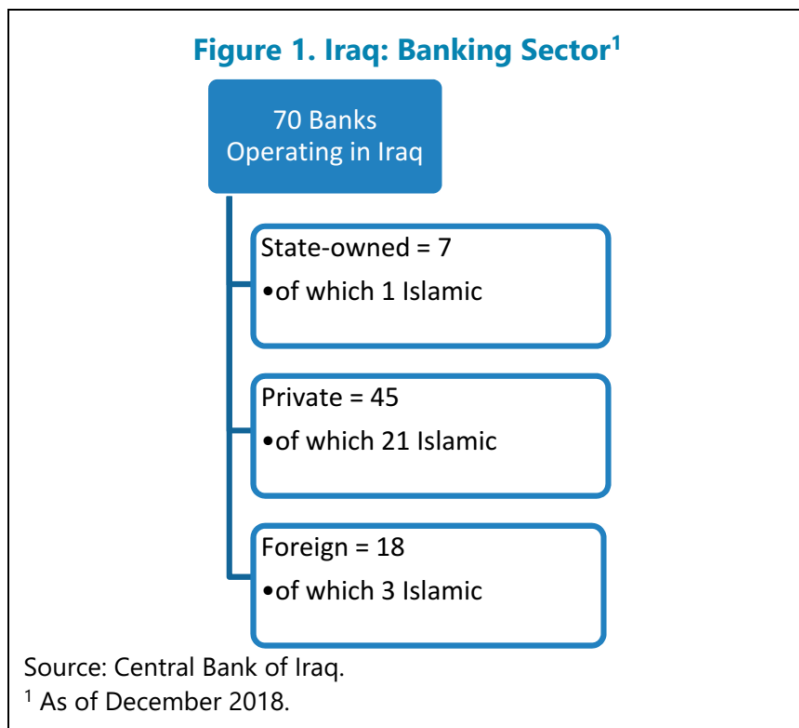 Figure 1. Iraq: Banking Sector¹
70 Banks
Operating in Iraq
State-owned = 7
•of which 1 Islamic
Private = 45
•of which 21 Islamic
Foreign = 18
•of which 3 Islamic
Source: Central Bank of Iraq.
¹ As of December 2018.